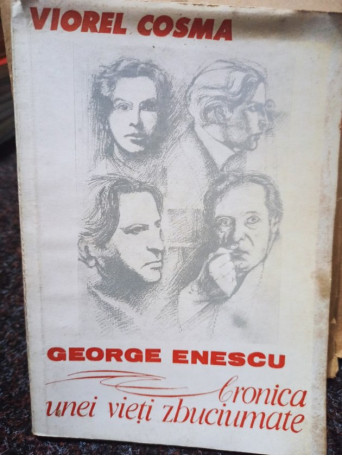 VIOREL COSMA
GEORGE ENESCU
Cronica
unei vieți zbuciumate